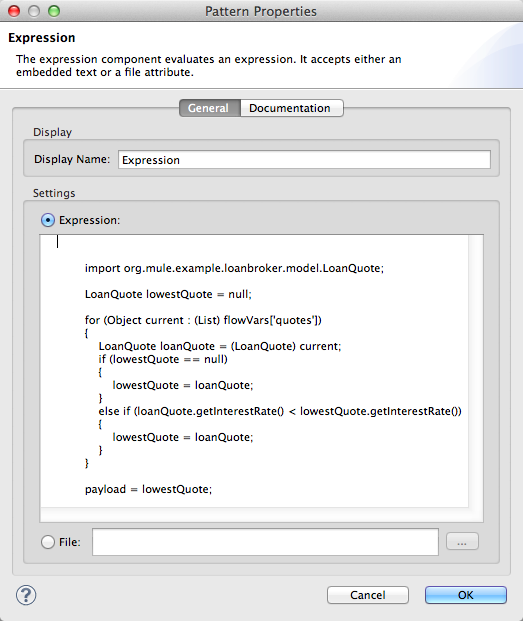 Pattern Properties
Expression
The expression component evaluates an expression. It accepts either an
embedded text or a file attribute.
General Documentation
Display
Display Name: Expression
Settings
Expression:
import org.mule.example.loanbroker.model.LoanQuote;
LoanQuote lowestQuote = null;
for (Object current : (List) flowVars['quotes'])
{
LoanQuote loanQuote = (LoanQuote) current;
if (lowestQuote == null)
{
lowestQuote = loanQuote;
}
else if (loanQuote.getInterestRate() < lowestQuote.getInterestRate())
{
lowestQuote = loanQuote;
}
}
payload = lowestQuote;
File: ...
? Cancel OK